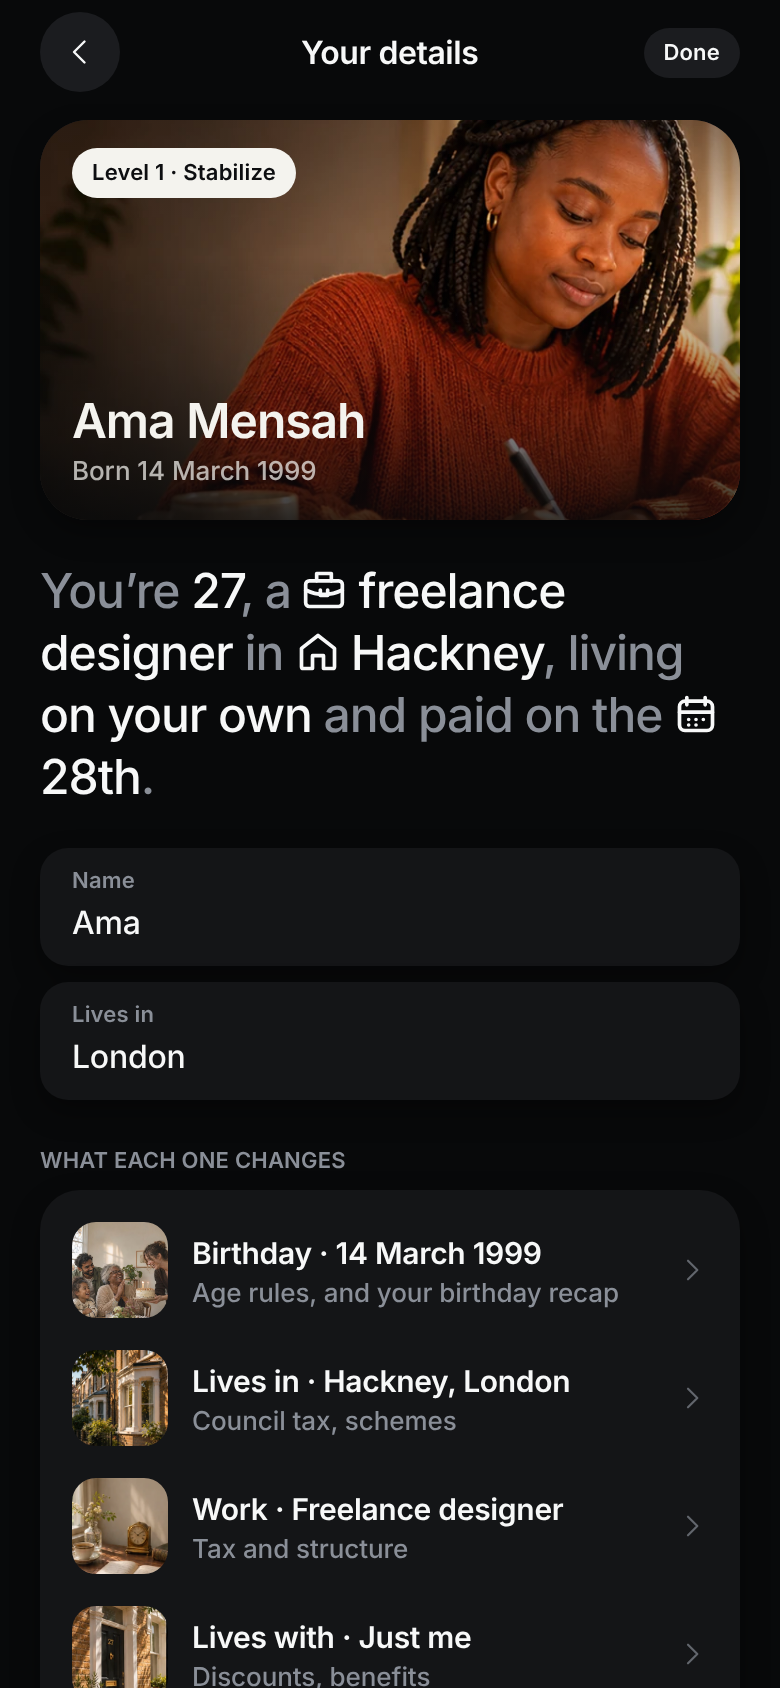 Your details
Done
Level 1 · Stabilize
Ama Mensah
Born 14 March 1999
You’re 27, a freelance
designer in Hackney, living
on your own and paid on the
28th.
Name
Ama
Lives in
London
WHAT EACH ONE CHANGES
Birthday · 14 March 1999
Age rules, and your birthday recap
Lives in · Hackney, London
Council tax, schemes
Work · Freelance designer
Tax and structure
Lives with · Just me
Discounts, benefits